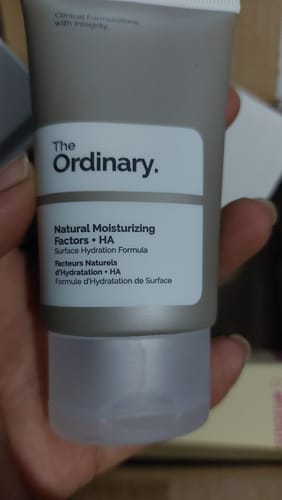 Clinical Formulations
with Integrity.
The
Ordinary.
Natural Moisturizing
Factors + HA
Surface Hydration Formula
Facteurs Naturels
d'Hydratation + HA
Formule d'Hydratation de Surface